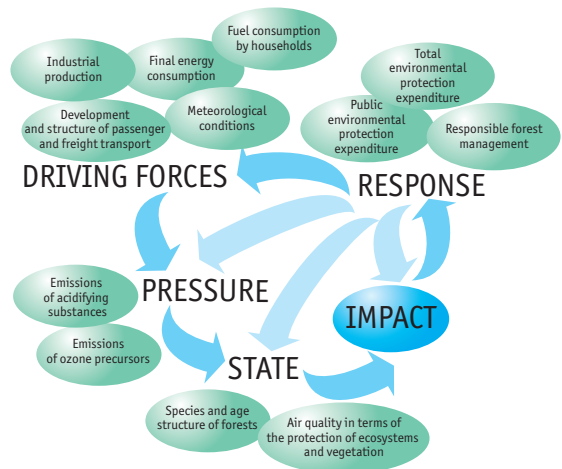 Fuel consumption
by households
Final energy
consumption
Industrial
production
Development
and structure of passenger
and freight transport
Meteorological
conditions
Total
environmental
protection
expenditure
Public
environmental
protection
expenditure
Responsible forest
management
DRIVING FORCES
RESPONSE
Emissions
of acidifying
substances
PRESSURE
IMPACT
Emissions
of ozone precursors
STATE
Species and age
structure of forests
Air quality in terms
of the protection of ecosystems
and vegetation